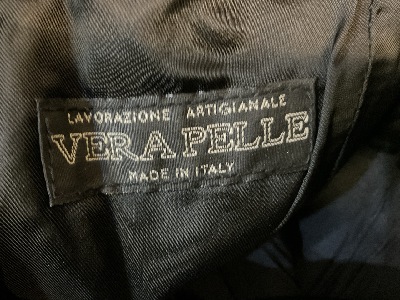 LAVORAZIONE ARTIGIANALE
VERA PELLE
MADE IN ITALY